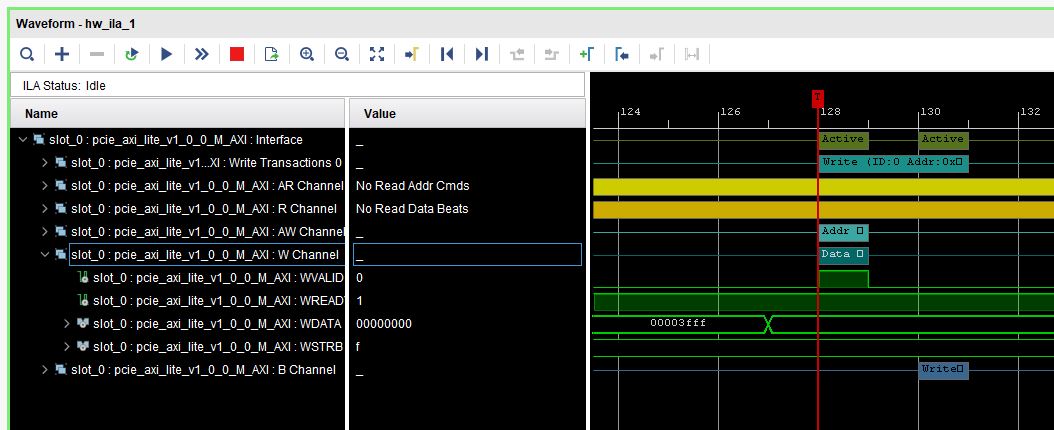 Waveform - hw_ila_1
ILA Status: Idle
Name Value
T
124 126 128 130 132
slot_0 : pcie_axi_lite_v1_0_0_M_AXI : Interface _ Active Active
slot_0 : pcie_axi_lite_v1...XI : Write Transactions 0 _ Write (ID:0 Addr:0x
slot_0 : pcie_axi_lite_v1_0_0_M_AXI : AR Channel No Read Addr Cmds
slot_0 : pcie_axi_lite_v1_0_0_M_AXI : R Channel No Read Data Beats
slot_0 : pcie_axi_lite_v1_0_0_M_AXI : AW Channel _ Addr
slot_0 : pcie_axi_lite_v1_0_0_M_AXI : W Channel _ Data
slot_0 : pcie_axi_lite_v1_0_0_M_AXI : WVALID 0
slot_0 : pcie_axi_lite_v1_0_0_M_AXI : WREADY 1
slot_0 : pcie_axi_lite_v1_0_0_M_AXI : WDATA 00000000 00003fff
slot_0 : pcie_axi_lite_v1_0_0_M_AXI : WSTRB f
slot_0 : pcie_axi_lite_v1_0_0_M_AXI : B Channel _ Write